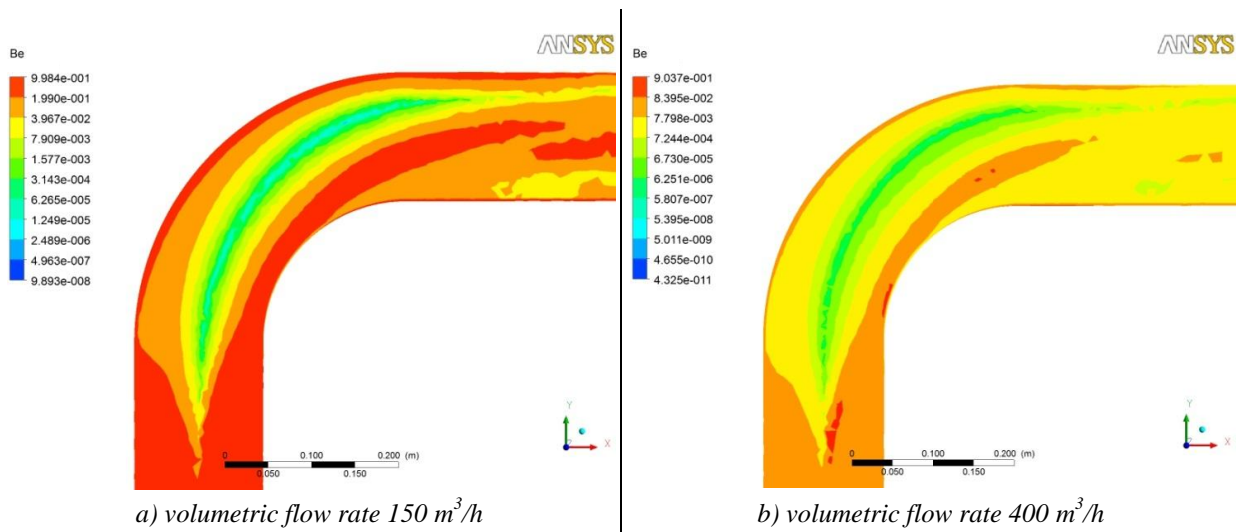 ANSYS
Be
9.984e-001
1.990e-001
3.967e-002
7.909e-003
1.577e-003
3.143e-004
6.265e-005
1.249e-005
2.489e-006
4.963e-007
9.893e-008
Y
X
Z
0 0.100 0.200 (m)
0.050 0.150
a) volumetric flow rate 150 m³/h
ANSYS
Be
9.037e-001
8.395e-002
7.798e-003
7.244e-004
6.730e-005
6.251e-006
5.807e-007
5.395e-008
5.011e-009
4.655e-010
4.325e-011
Y
X
Z
0 0.100 0.200 (m)
0.050 0.150
b) volumetric flow rate 400 m³/h